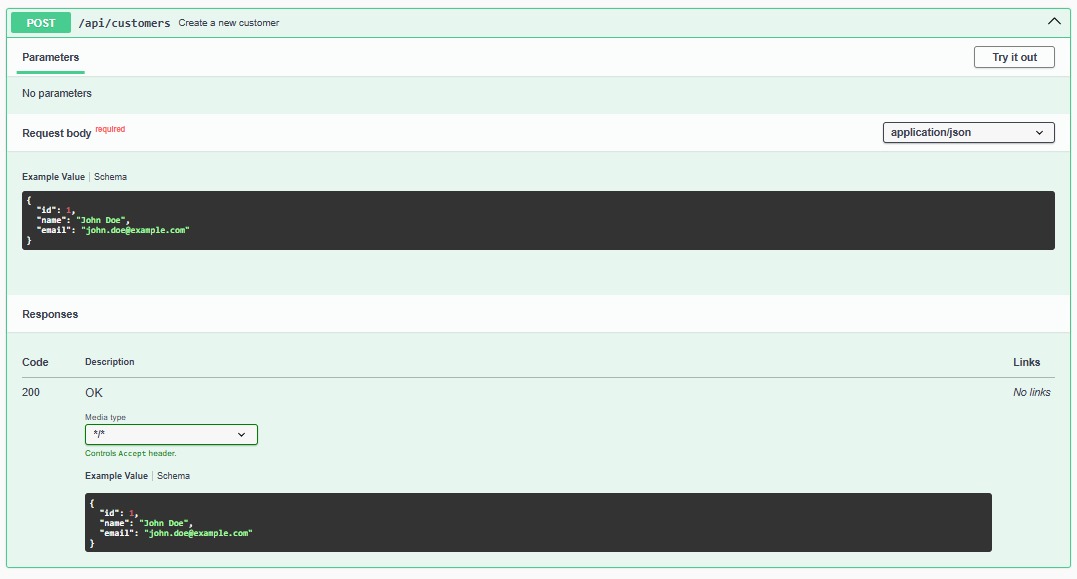 POST /api/customers Create a new customer
Parameters Try it out
No parameters
Request body required application/json
Example Value Schema
{
"id": 1,
"name": "John Doe",
"email": "john.doe@example.com"
}
Responses
Code Description Links
200 OK No links
Media type
*/*
Controls Accept header.
Example Value Schema
{
"id": 1,
"name": "John Doe",
"email": "john.doe@example.com"
}